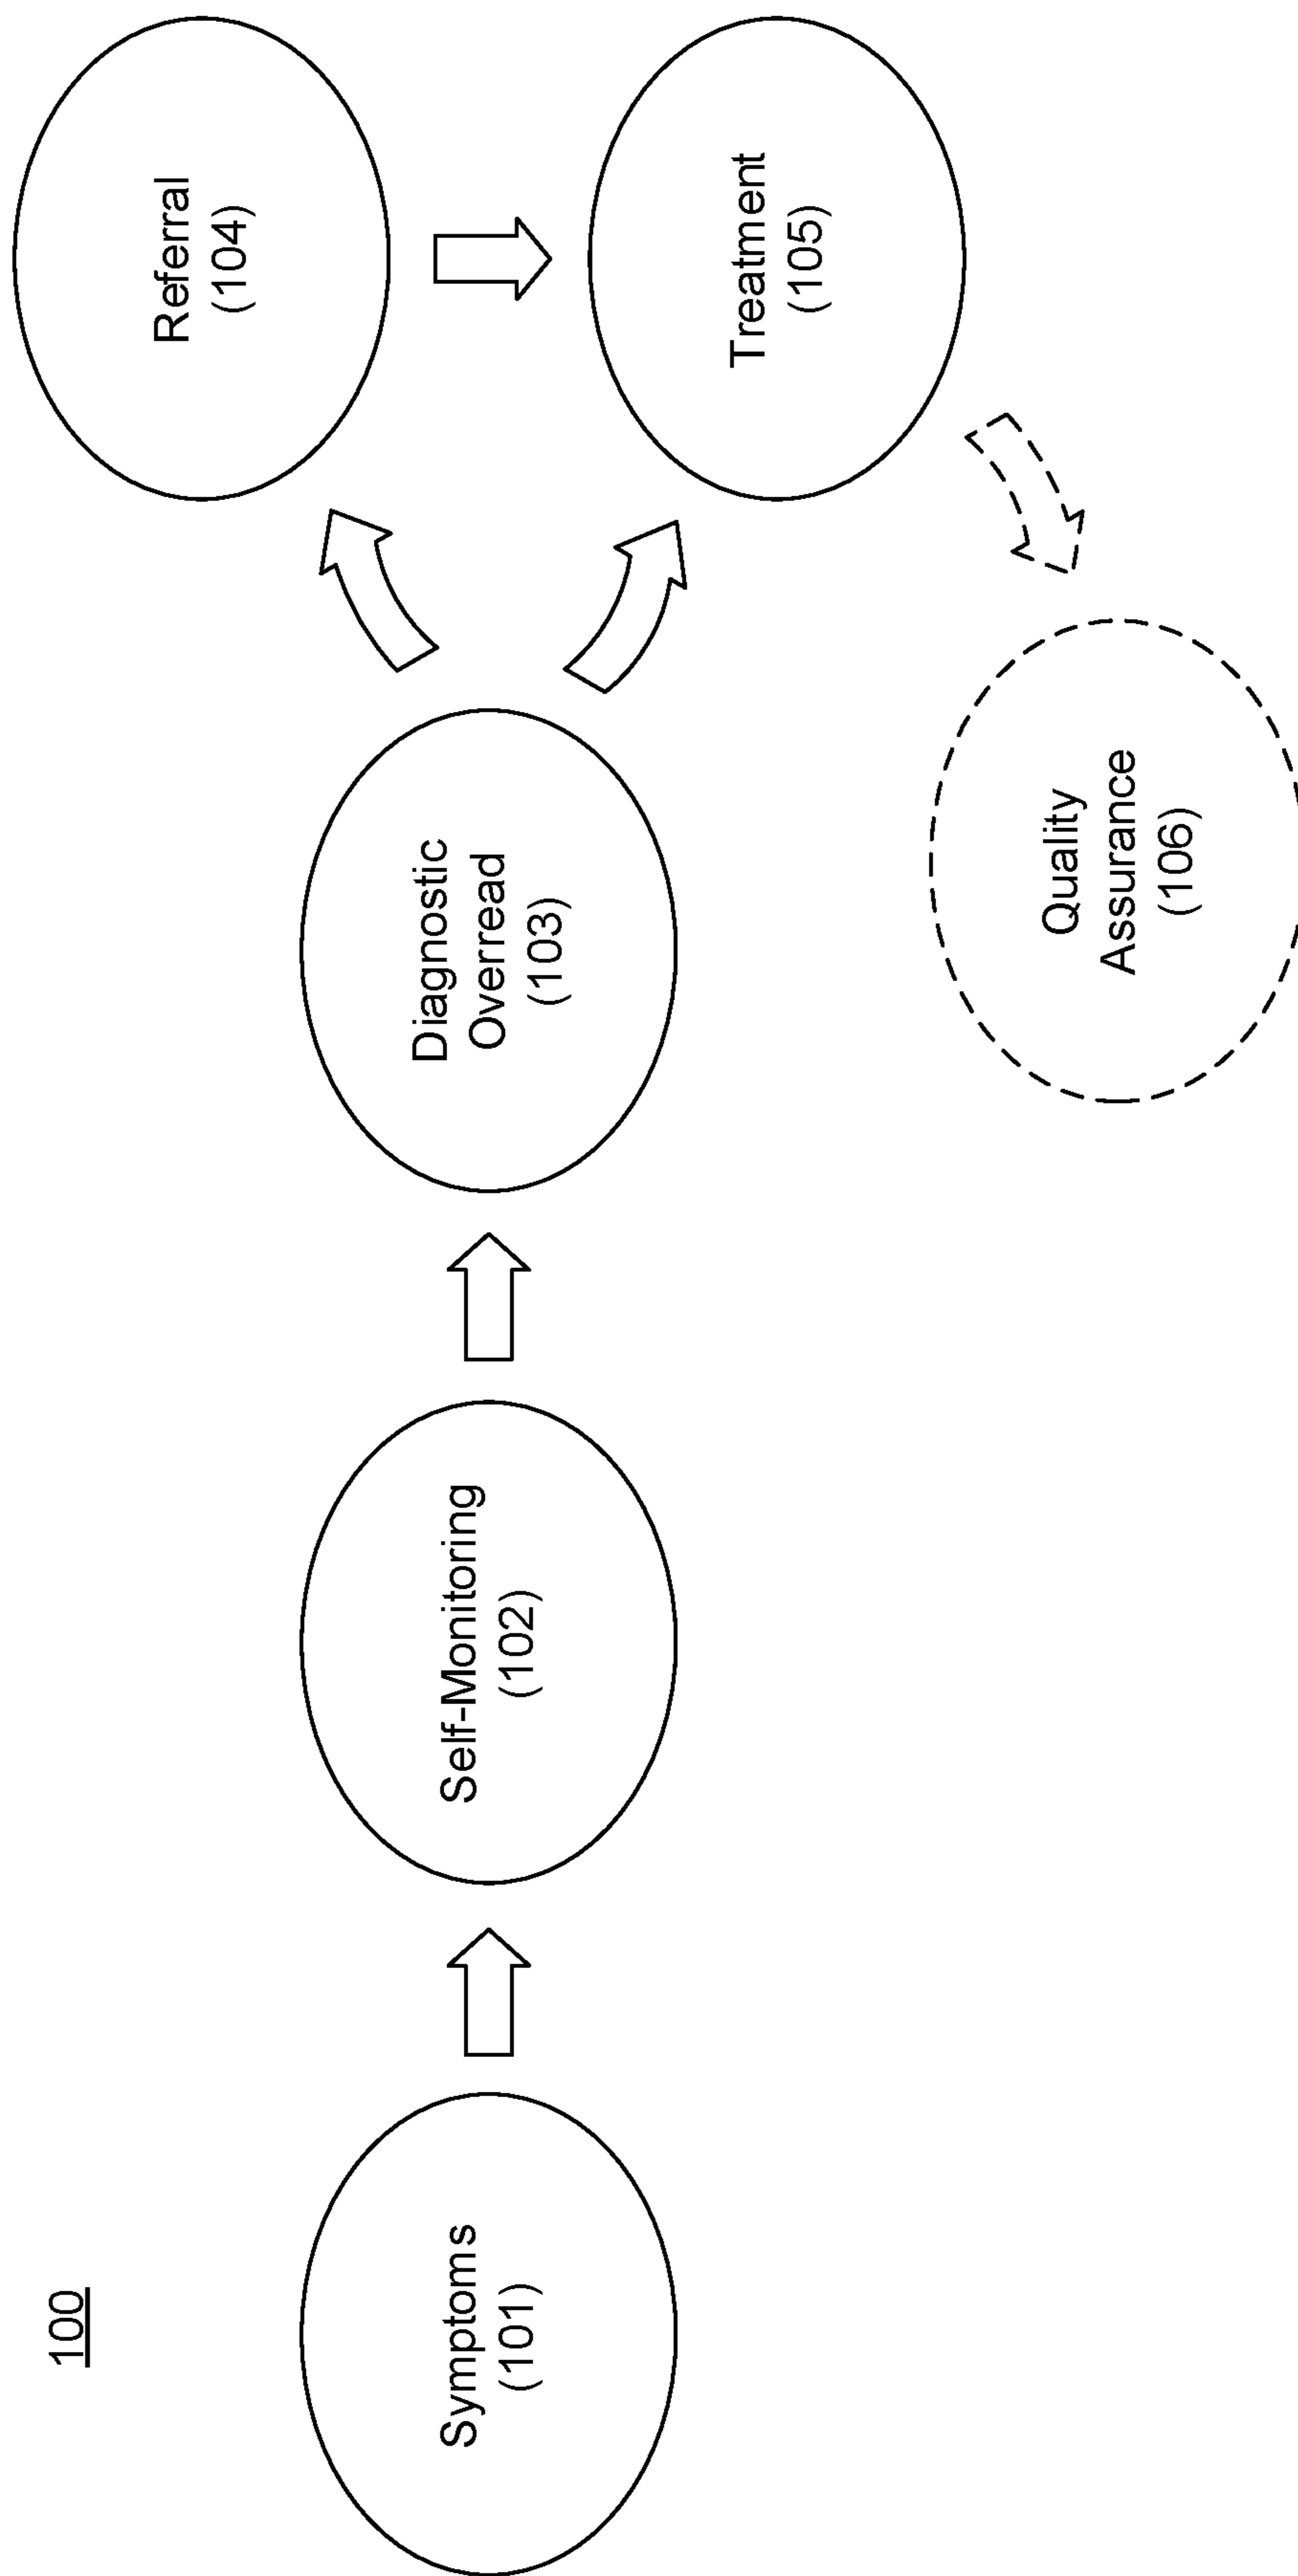 100
Symptoms
(101)
Self-Monitoring
(102)
Diagnostic
Overread
(103)
Referral
(104)
Treatment
(105)
Quality
Assurance
(106)